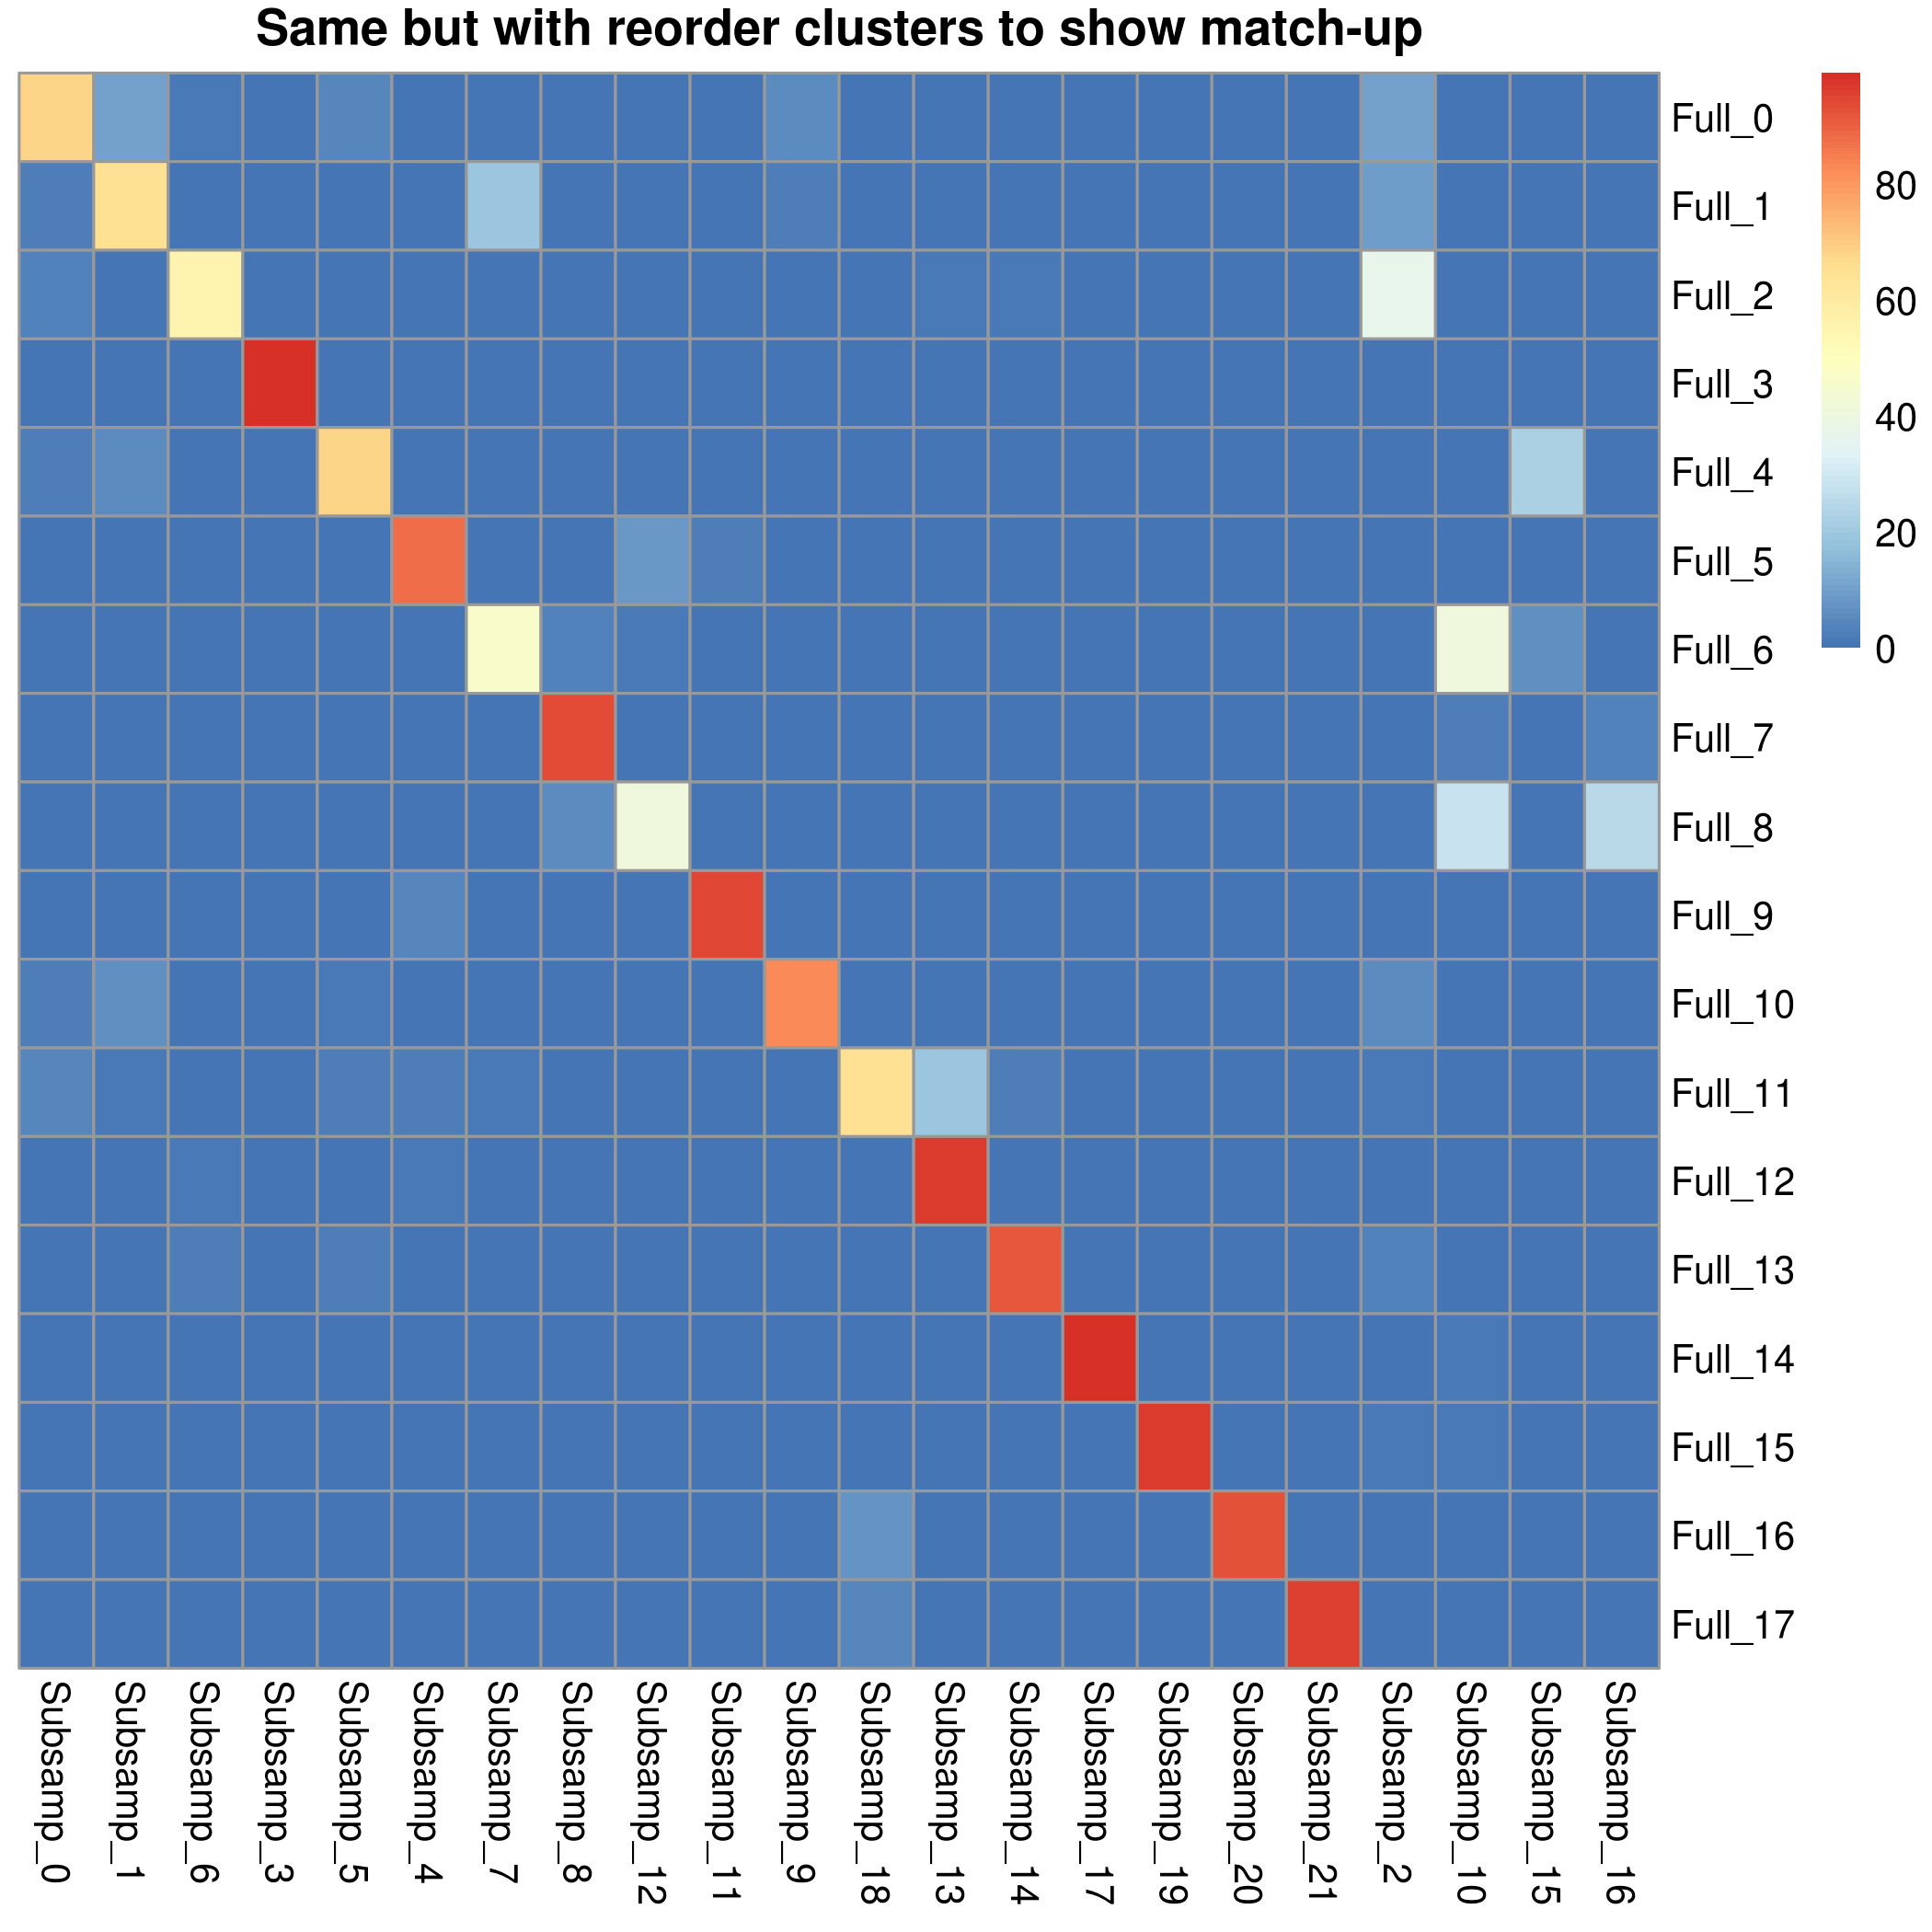 Same but with reorder clusters to show match-up
Full_0
Full_1
Full_2
Full_3
Full_4
Full_5
Full_6
Full_7
Full_8
Full_9
Full_10
Full_11
Full_12
Full_13
Full_14
Full_15
Full_16
Full_17
80
60
40
20
0
Subsamp_0
Subsamp_1
Subsamp_6
Subsamp_3
Subsamp_5
Subsamp_4
Subsamp_7
Subsamp_8
Subsamp_12
Subsamp_11
Subsamp_9
Subsamp_18
Subsamp_13
Subsamp_14
Subsamp_17
Subsamp_19
Subsamp_20
Subsamp_21
Subsamp_2
Subsamp_10
Subsamp_15
Subsamp_16